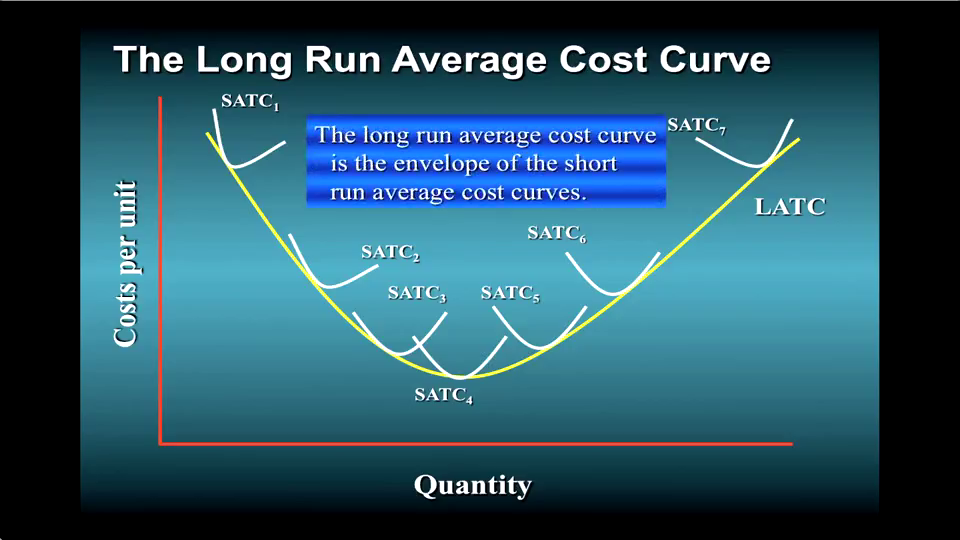 The Long Run Average Cost Curve
SATC₁
The long run average cost curve
is the envelope of the short
run average cost curves.
SATC₇
LATC
Costs per unit
SATC₆
SATC₂
SATC₃
SATC₅
SATC₄
Quantity